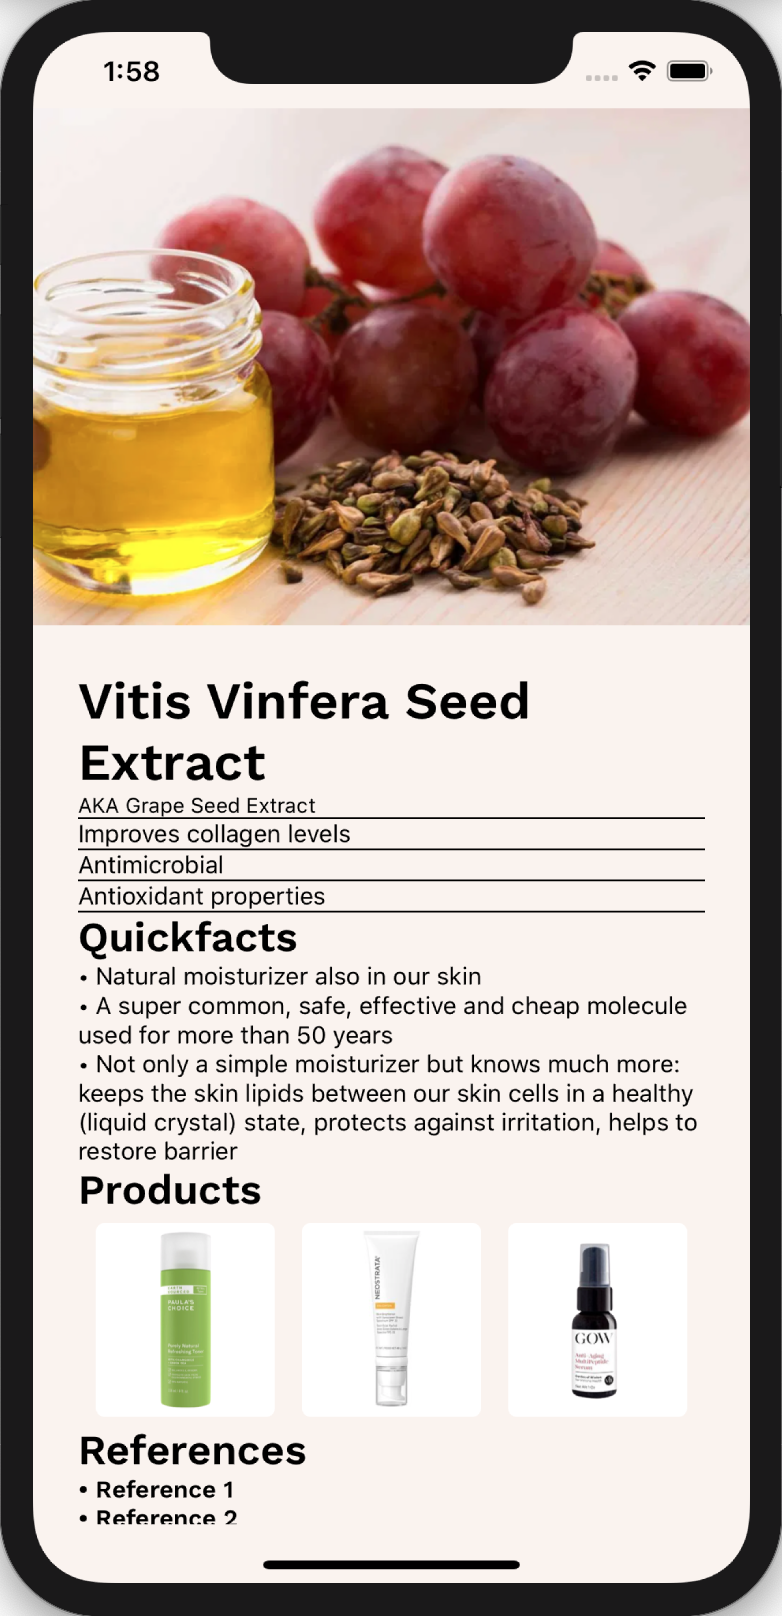 1:58
Vitis Vinfera Seed
Extract
AKA Grape Seed Extract
Improves collagen levels
Antimicrobial
Antioxidant properties
Quickfacts
• Natural moisturizer also in our skin
• A super common, safe, effective and cheap molecule
used for more than 50 years
• Not only a simple moisturizer but knows much more:
keeps the skin lipids between our skin cells in a healthy
(liquid crystal) state, protects against irritation, helps to
restore barrier
Products
PAULA'S
CHOICE
NEOSTRATA
GOW
References
• Reference 1
• Reference 2